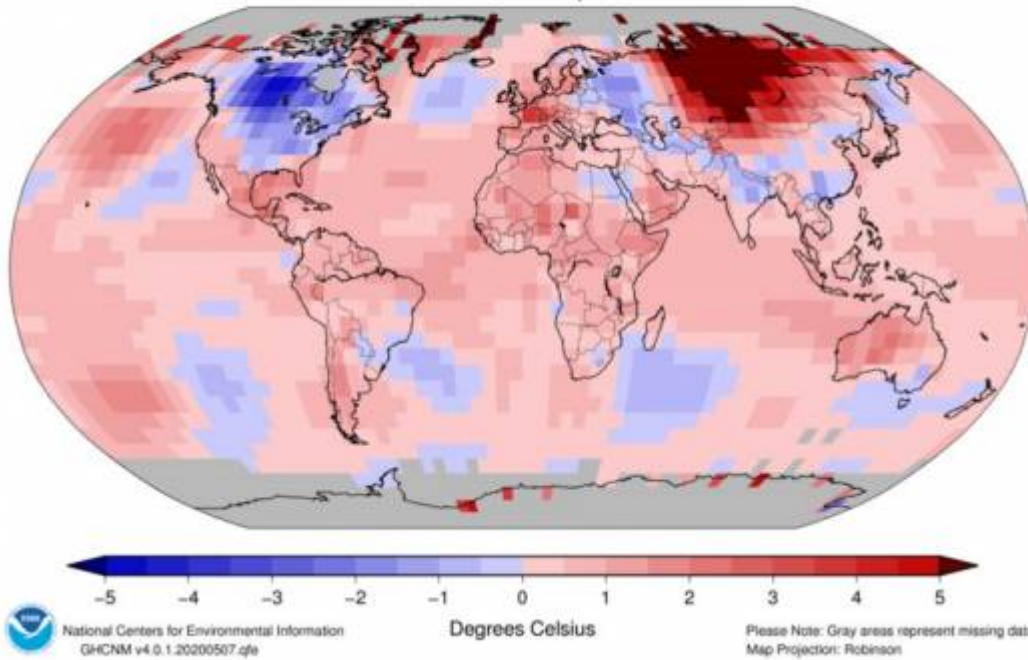 −5 −4 −3 −2 −1 0 1 2 3 4 5
Degrees Celsius
National Centers for Environmental Information
GHCNM v4.0.1.20200507.qfe
Please Note: Gray areas represent missing dat
Map Projection: Robinson